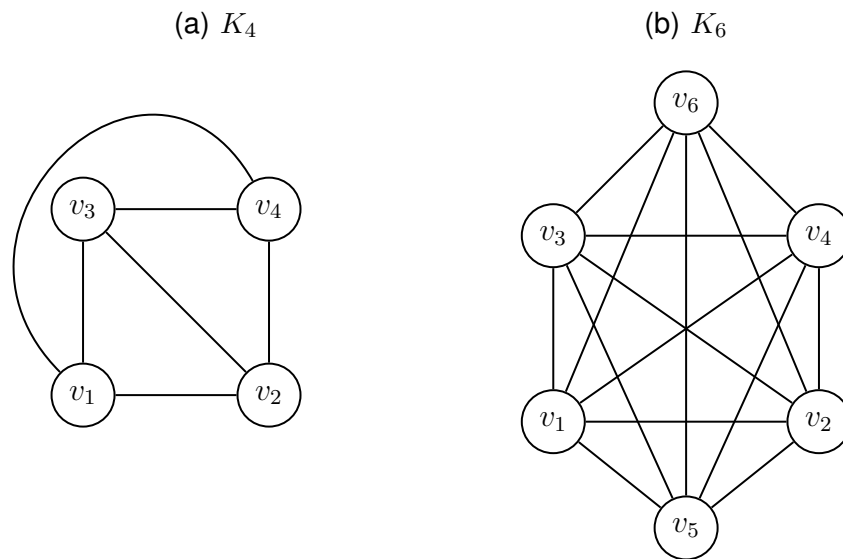 (a) K₄
(b) K₆
v₆
v₃ v₄
v₃ v₄
v₁ v₂
v₁ v₂
v₅